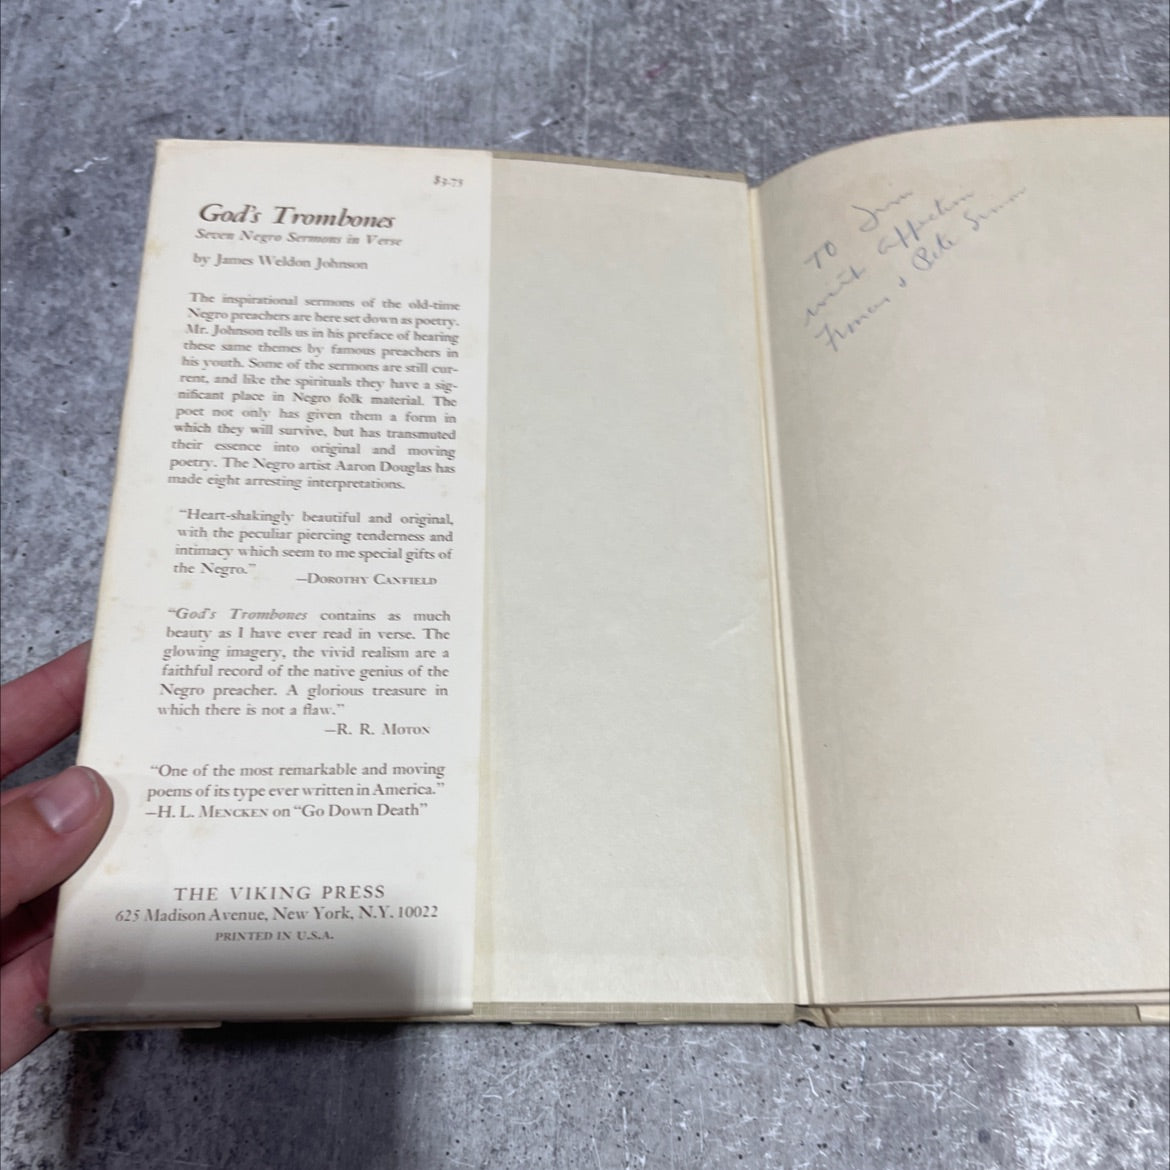 $3.75
God's Trombones
Seven Negro Sermons in Verse
by James Weldon Johnson
The inspirational sermons of the old-time
Negro preachers are here set down as poetry.
Mr. Johnson tells us in his preface of hearing
these same themes by famous preachers in
his youth. Some of the sermons are still cur-
rent, and like the spirituals they have a sig-
nificant place in Negro folk material. The
poet not only has given them a form in
which they will survive, but has transmuted
their essence into original and moving
poetry. The Negro artist Aaron Douglas has
made eight arresting interpretations.
"Heart-shakingly beautiful and original,
with the peculiar piercing tenderness and
intimacy which seem to me special gifts of
the Negro."
—DOROTHY CANFIELD
"God's Trombones contains as much
beauty as I have ever read in verse. The
glowing imagery, the vivid realism are a
faithful record of the native genius of the
Negro preacher. A glorious treasure in
which there is not a flaw."
—R. R. MOTON
"One of the most remarkable and moving
poems of its type ever written in America."
—H. L. MENCKEN on "Go Down Death"
THE VIKING PRESS
625 Madison Avenue, New York, N.Y. 10022
PRINTED IN U.S.A.
TO Jim
with affection
Pete